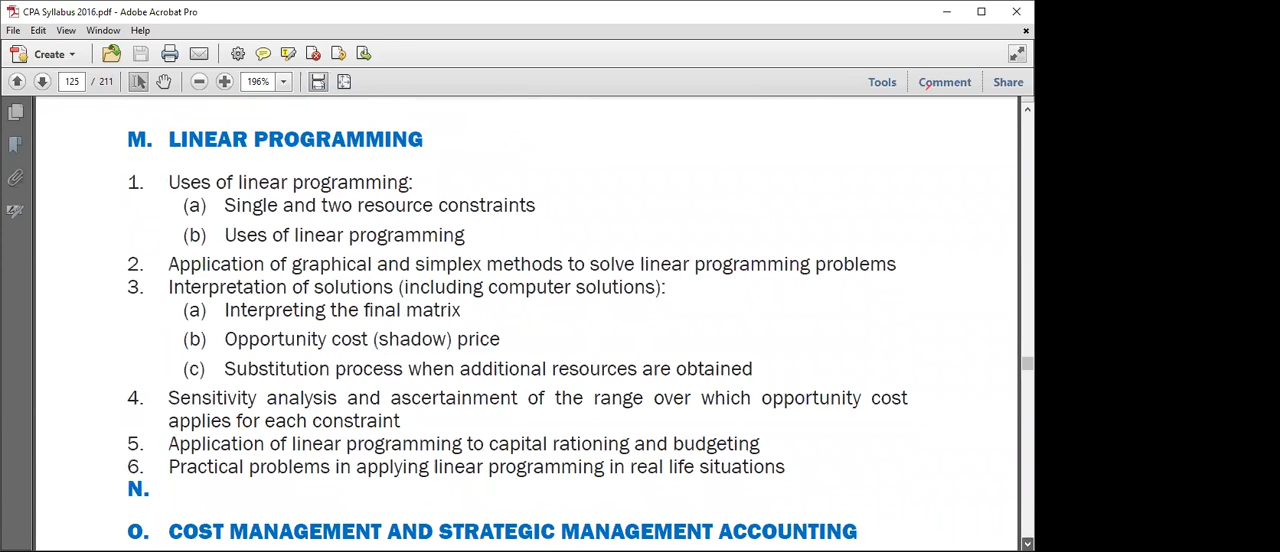 CPA Syllabus 2016.pdf - Adobe Acrobat Pro
File Edit View Window Help
Create
125 / 211 196% Tools Comment Share
M. LINEAR PROGRAMMING
1. Uses of linear programming:
(a) Single and two resource constraints
(b) Uses of linear programming
2. Application of graphical and simplex methods to solve linear programming problems
3. Interpretation of solutions (including computer solutions):
(a) Interpreting the final matrix
(b) Opportunity cost (shadow) price
(c) Substitution process when additional resources are obtained
4. Sensitivity analysis and ascertainment of the range over which opportunity cost
applies for each constraint
5. Application of linear programming to capital rationing and budgeting
6. Practical problems in applying linear programming in real life situations
N.
O. COST MANAGEMENT AND STRATEGIC MANAGEMENT ACCOUNTING